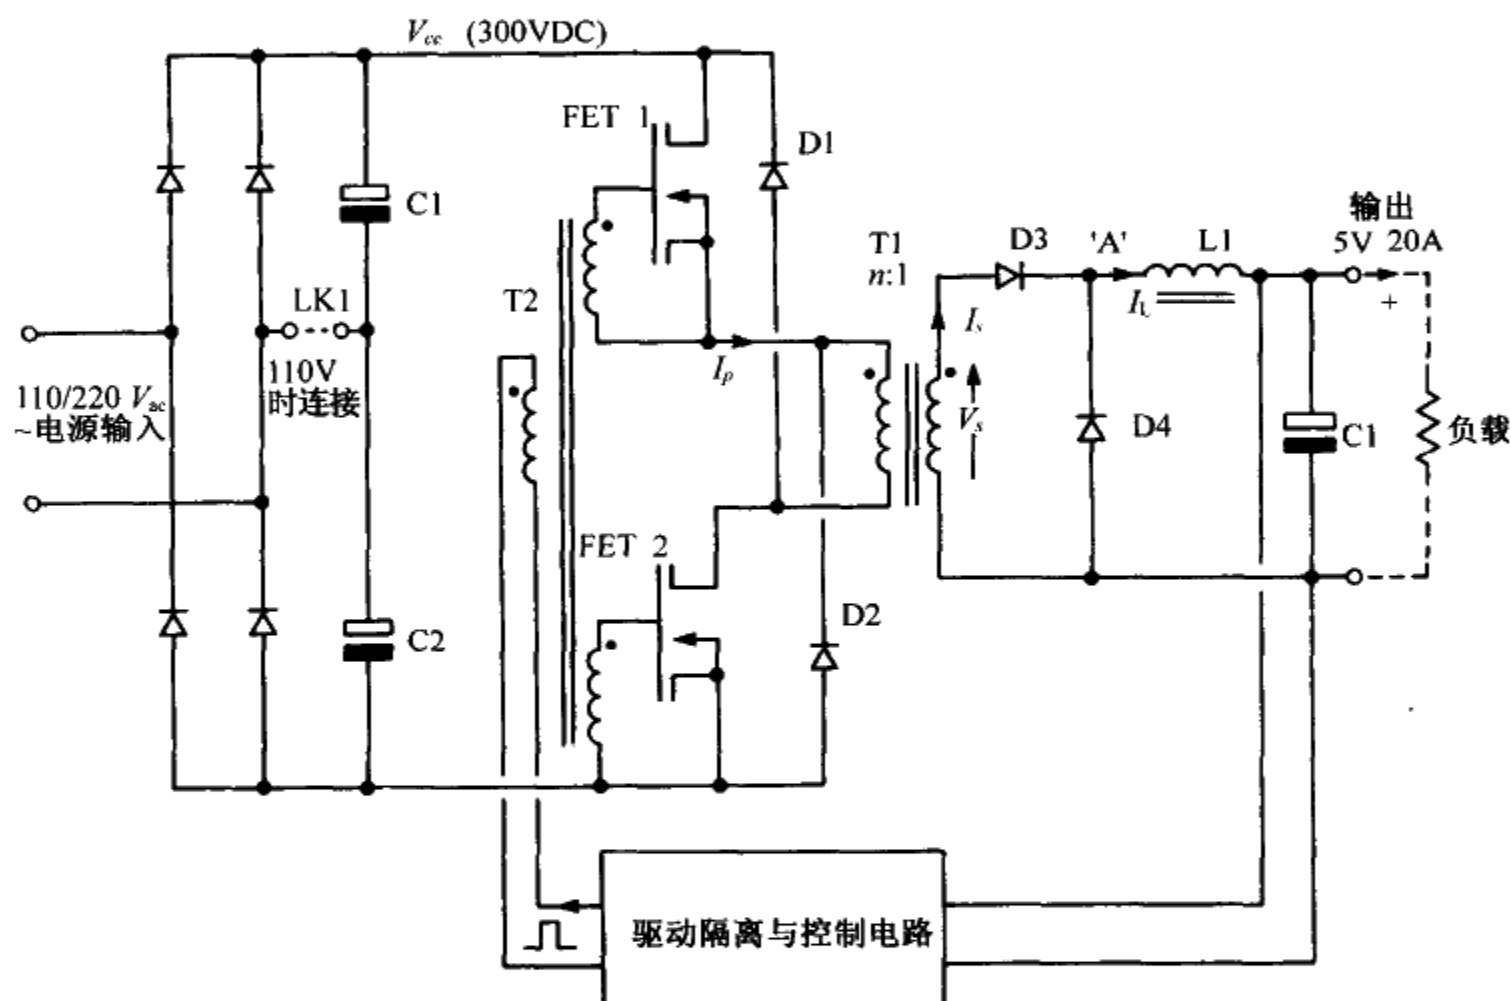 Vcc (300VDC)
FET 1
D1
C1
T1
n:1
D3
'A'
L1
输出
5V 20A
+
T2
LK1
Ip
Is
IL
110V
时连接
110/220 Vac
~电源输入
Vs
D4
C1
负载
FET 2
C2
D2
驱动隔离与控制电路